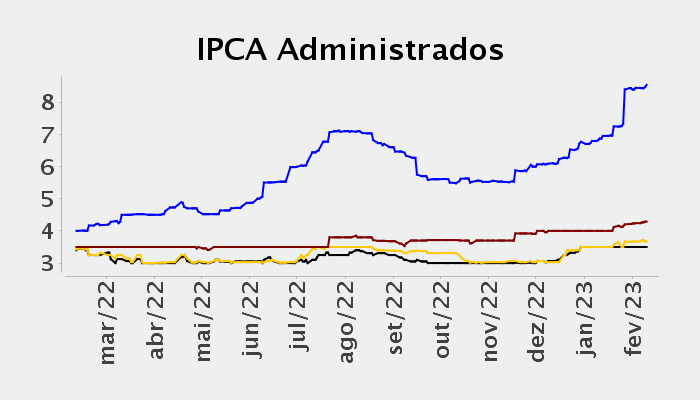 IPCA Administrados
8
7
6
5
4
3
mar/22
abr/22
mai/22
jun/22
jul/22
ago/22
set/22
out/22
nov/22
dez/22
jan/23
fev/23